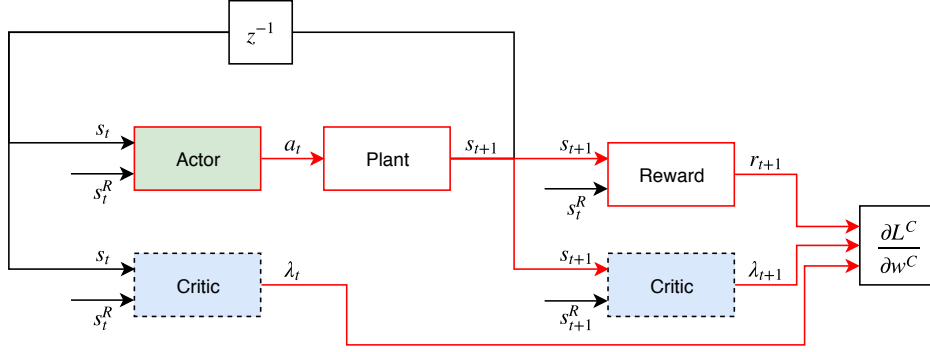 z⁻¹
s_t
Actor
a_t
Plant
s_{t+1}
s_{t+1}
r_{t+1}
s_t^R
Reward
s_t^R
s_t
Critic
λ_t
s_{t+1}
Critic
λ_{t+1}
∂L^C
∂w^C
s_t^R
s_{t+1}^R